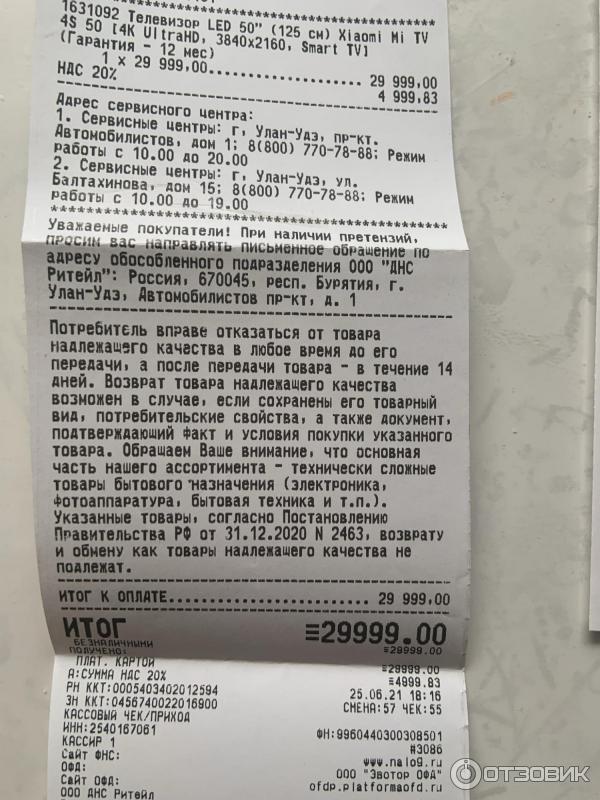 1631092 Телевизор LED 50" (125 см) Xiaomi Mi TV
4S 50 [4K UltraHD, 3840x2160, Smart TV]
(Гарантия - 12 мес)
1 x 29 999,00.................... 29 999,00
НДС 20% 4 999,83
Адрес сервисного центра:
1. Сервисные центры: г. Улан-Удэ, пр-кт.
Автомобилистов, дом 1; 8(800) 770-78-88; Режим
работы с 10.00 до 20.00
2. Сервисные центры: г. Улан-Удэ, ул.
Балтахинова, дом 15; 8(800) 770-78-88; Режим
работы с 10.00 до 19.00
************************************************
Уважаемые покупатели! При наличии претензий,
просим вас направлять письменное обращение по
адресу обособленного подразделения ООО "ДНС
Ритейл": Россия, 670045, респ. Бурятия, г.
Улан-Удэ, Автомобилистов пр-кт, д. 1
Потребитель вправе отказаться от товара
надлежащего качества в любое время до его
передачи, а после передачи товара - в течение 14
дней. Возврат товара надлежащего качества
возможен в случае, если сохранены его товарный
вид, потребительские свойства, а также документ,
подтверждающий факт и условия покупки указанного
товара. Обращаем Ваше внимание, что основная
часть нашего ассортимента - технически сложные
товары бытового назначения (электроника,
фотоаппаратура, бытовая техника и т.п.).
Указанные товары, согласно Постановлению
Правительства РФ от 31.12.2020 N 2463, возврату
и обмену как товары надлежащего качества не
подлежат.
ИТОГ К ОПЛАТЕ........................ 29 999,00
ИТОГ ≡29999.00
БЕЗНАЛИЧНЫМИ ≡29999.00
ПОЛУЧЕНО:
ПЛАТ. КАРТОЙ ≡29999.00
А:СУММА НДС 20% ≡4999.83
РН ККТ:0005403402012594 25.06.21 18:16
ЗН ККТ:0456740022016900 СМЕНА:57 ЧЕК:55
КАССОВЫЙ ЧЕК/ПРИХОД
ИНН:2540167061 ФН:9960440300308501
КАССИР 1 #3086
Сайт ФНС: www.nalog.ru
ОФД: ООО "Эвотор ОФД"
Сайт ОФД: ofdp.platformaofd.ru
ООО ДНС Ритейл
ОТЗОВИК